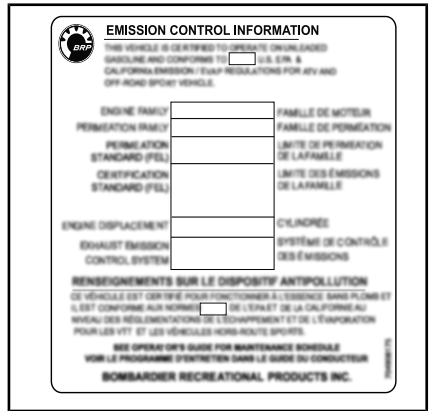 BRP
EMISSION CONTROL INFORMATION
THIS VEHICLE IS CERTIFIED TO OPERATE ON UNLEADED
GASOLINE AND CONFORMS TO U.S. EPA &
CALIFORNIA EMISSION / EVAP REGULATIONS FOR ATV AND
OFF-ROAD SPORT VEHICLE.
ENGINE FAMILY FAMILLE DE MOTEUR
PERMEATION FAMILY FAMILLE DE PERMÉATION
PERMEATION LIMITE DE PERMEATION
STANDARD (FEL) DE LA FAMILLE
CERTIFICATION LIMITE DES ÉMISSIONS
STANDARD (FEL) DE LA FAMILLE
ENGINE DISPLACEMENT CYLINDRÉE
EXHAUST EMISSION SYSTÈME DE CONTRÔLE
CONTROL SYSTEM DES ÉMISSIONS
RENSEIGNEMENTS SUR LE DISPOSITIF ANTIPOLLUTION
CE VÉHICULE EST CERTIFIÉ POUR FONCTIONNER À L'ESSENCE SANS PLOMB ET
IL EST CONFORME AUX NORMES DE L'EPA ET DE LA CALIFORNIE AU
NIVEAU DES RÉGLEMENTATIONS DE L'ÉCHAPPEMENT ET DE L'ÉVAPORATION
POUR LES VTT ET LES VÉHICULES HORS-ROUTE SPORTS.
SEE OPERATOR'S GUIDE FOR MAINTENANCE SCHEDULE
VOIR LE PROGRAMME D'ENTRETIEN DANS LE GUIDE DU CONDUCTEUR
BOMBARDIER RECREATIONAL PRODUCTS INC.